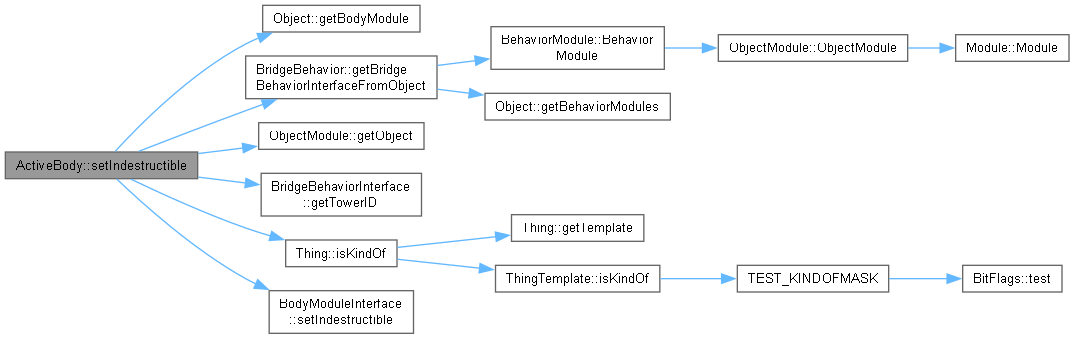 Object::getBodyModule
BehaviorModule::Behavior
Module
ObjectModule::ObjectModule
Module::Module
BridgeBehavior::getBridge
BehaviorInterfaceFromObject
Object::getBehaviorModules
ObjectModule::getObject
ActiveBody::setIndestructible
BridgeBehaviorInterface
::getTowerID
Thing::getTemplate
Thing::isKindOf
ThingTemplate::isKindOf
TEST_KINDOFMASK
BitFlags::test
BodyModuleInterface
::setIndestructible